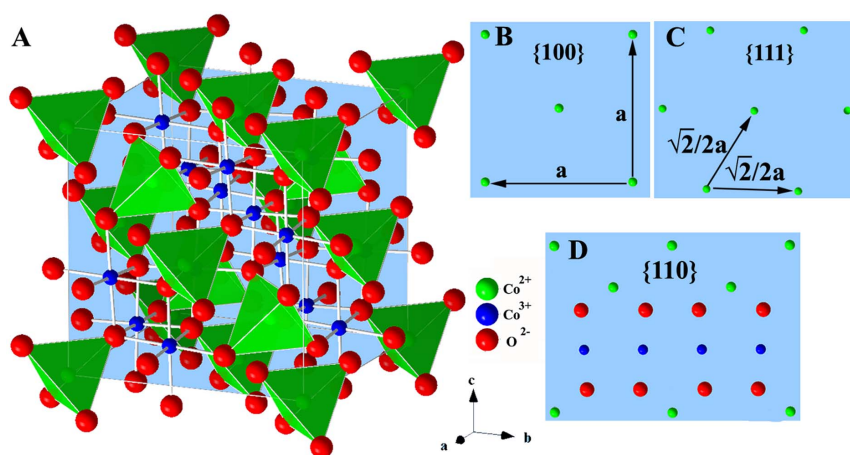 A
B
{100}
a
a
C
{111}
√2/2a
√2/2a
D
{110}
Co2+
Co3+
O2-
c
a
b